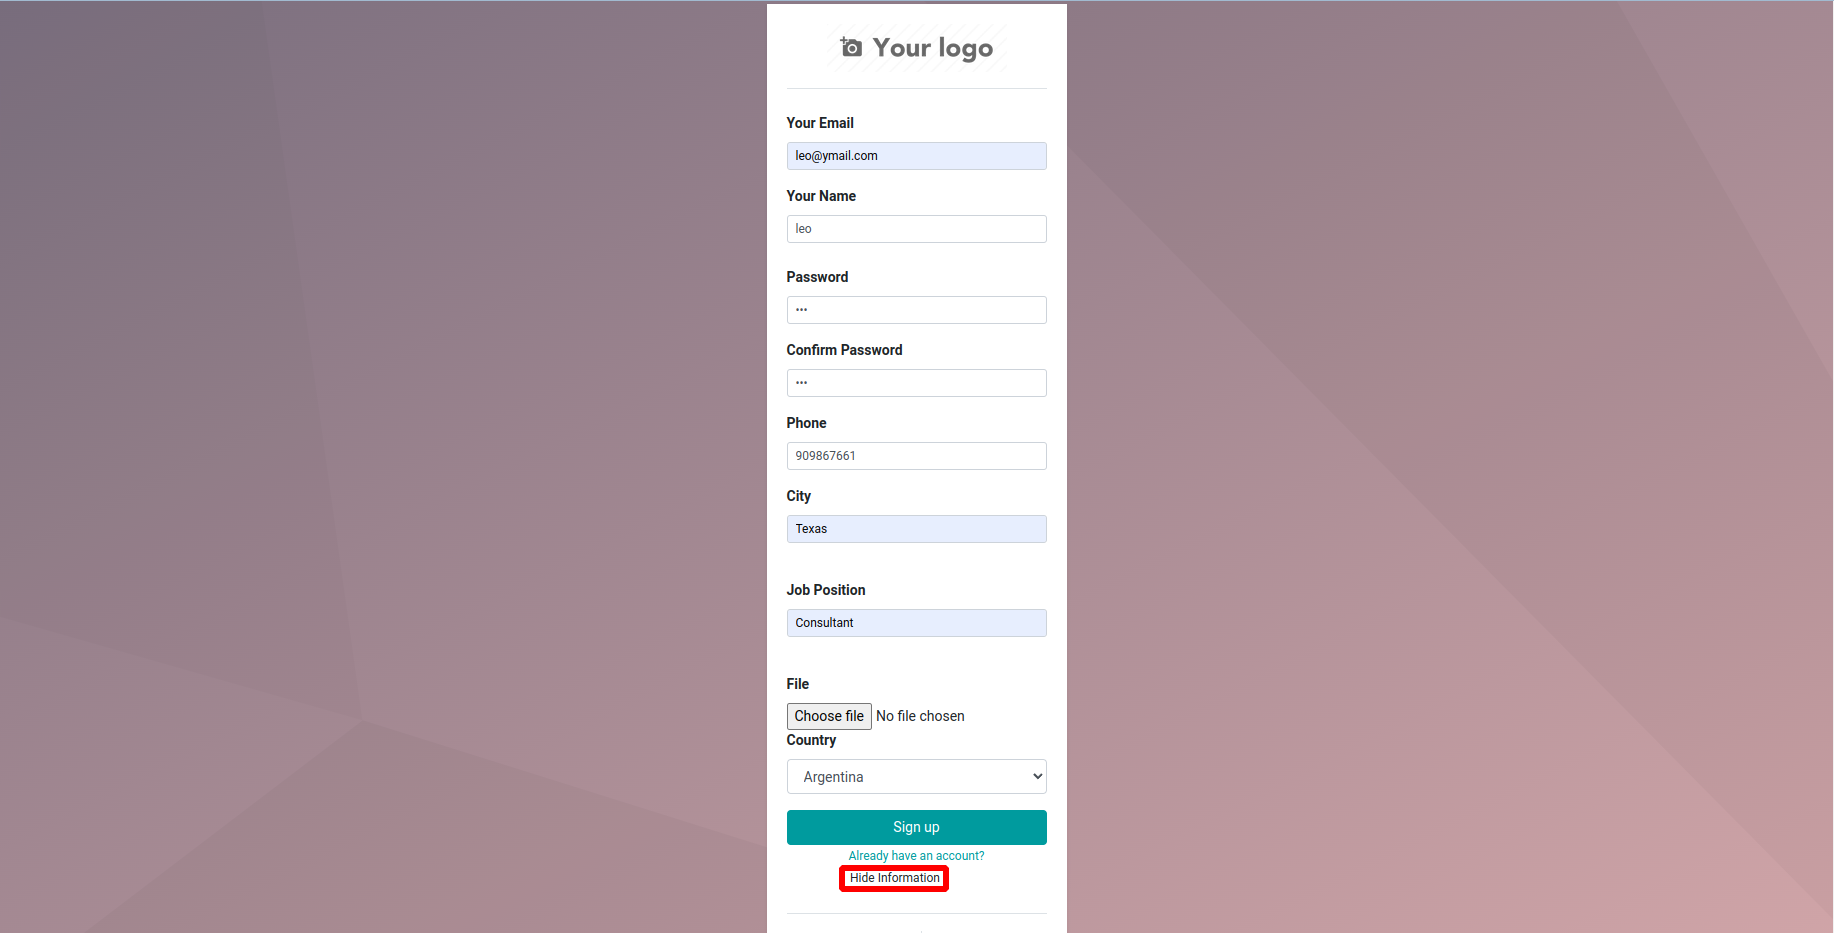 Your logo
Your Email
leo@ymail.com
Your Name
leo
Password
•••
Confirm Password
•••
Phone
909867661
City
Texas
Job Position
Consultant
File
Choose file No file chosen
Country
Argentina
Sign up
Already have an account?
Hide Information